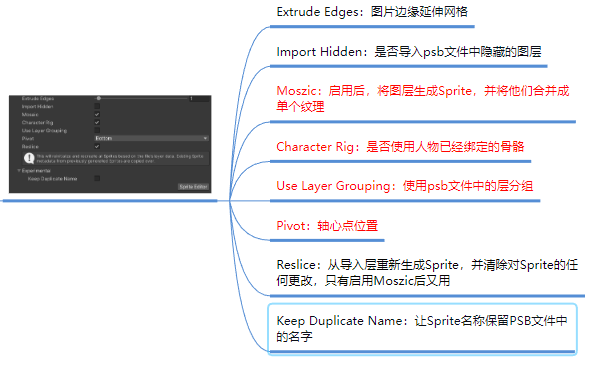 Extrude Edges：图片边缘延伸网格
Import Hidden：是否导入psb文件中隐藏的图层
Moszic：启用后，将图层生成Sprite，并将他们合并成
单个纹理
Character Rig：是否使用人物已经绑定的骨骼
Use Layer Grouping：使用psb文件中的层分组
Pivot：轴心点位置
Reslice：从导入层重新生成Sprite，并清除对Sprite的任
何更改，只有启用Moszic后又用
Keep Duplicate Name：让Sprite名称保留PSB文件中
的名字
Extrude Edges 1
Import Hidden
Mosaic
Character Rig
Use Layer Grouping
Pivot Bottom
Reslice
Experimental
Keep Duplicate Name
Sprite Editor